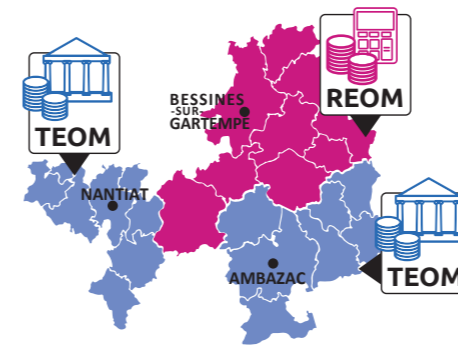 TEOM
REOM
BESSINES
-SUR-
GARTEMPE
NANTIAT
AMBAZAC
TEOM